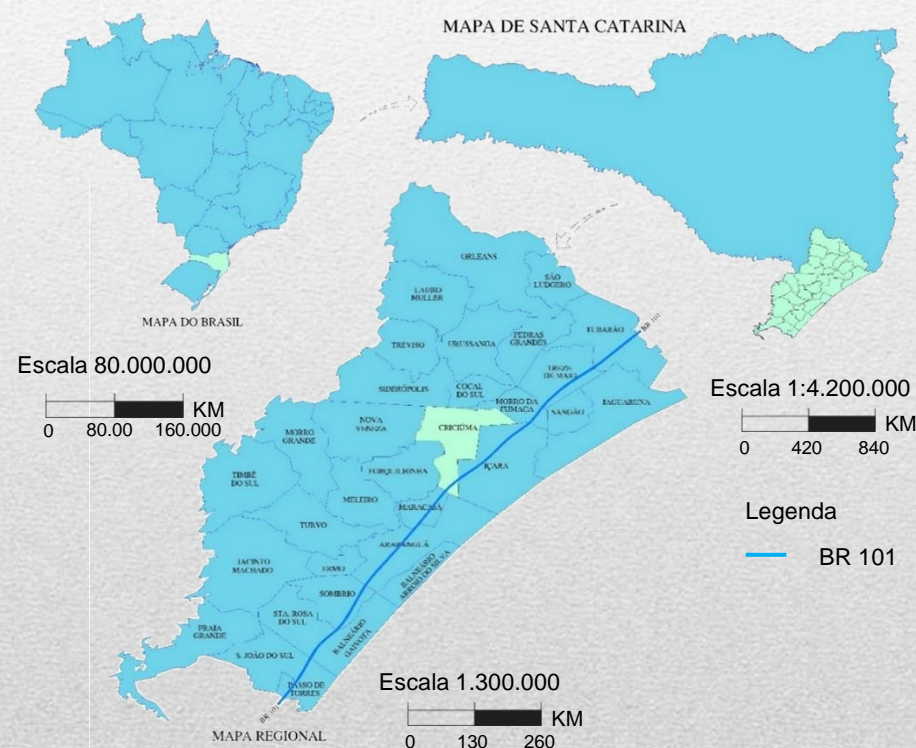 MAPA DE SANTA CATARINA
MAPA DO BRASIL
Escala 80.000.000
KM
0 80.00 160.000
Escala 1:4.200.000
KM
0 420 840
Legenda
BR 101
ORLEANS
SÃO
LUDGERO
LAURO
MULLER
TUBARÃO
BR 101
TREVISO
URUSSANGA
PEDRAS
GRANDES
TREZE
DE MAIO
SIDERÓPOLIS
COCAL
DO SUL
MORRO DA
FUMAÇA
SANGÃO
JAGUARUNA
NOVA
VENEZA
CRICIÚMA
MORRO
GRANDE
IÇARA
FORQUILHINHA
TIMBÉ
DO SUL
MELEIRO
MARACAJÁ
TURVO
ARARANGUÁ
JACINTO
MACHADO
ERMO
BALNEÁRIO
ARROIO DO SILVA
SOMBRIO
STA. ROSA
DO SUL
BALNEÁRIO
GAIVOTA
PRAIA
GRANDE
S. JOÃO DO SUL
PASSO DE
TORRES
BR 101
MAPA REGIONAL
Escala 1.300.000
KM
0 130 260